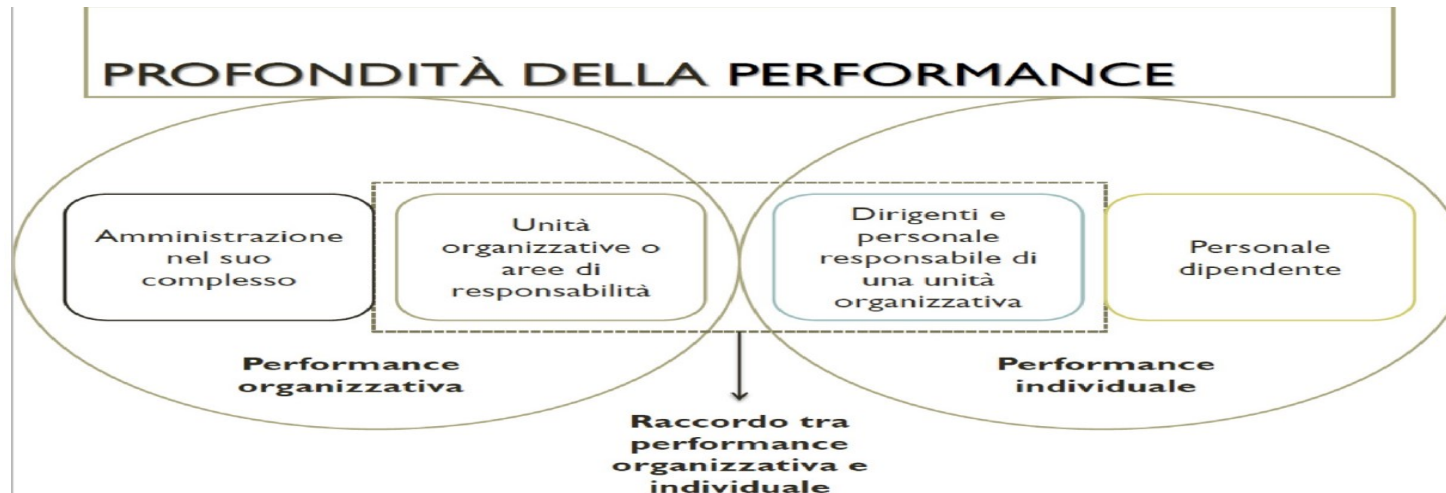 PROFONDITÀ DELLA PERFORMANCE
Amministrazione
nel suo
complesso
Unità
organizzative o
aree di
responsabilità
Dirigenti e
personale
responsabile di
una unità
organizzativa
Personale
dipendente
Performance
organizzativa
Performance
individuale
Raccordo tra
performance
organizzativa e
individuale